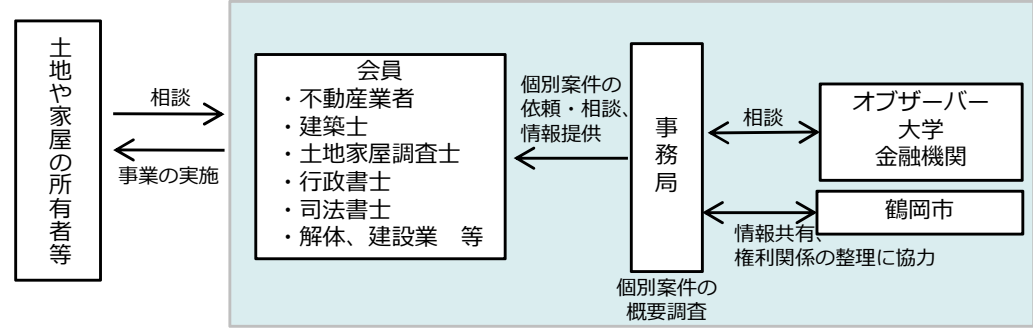 土地や家屋の所有者等
相談
事業の実施
会員
・不動産業者
・建築士
・土地家屋調査士
・行政書士
・司法書士
・解体、建設業　等
個別案件の
依頼・相談、
情報提供
事務局
個別案件の
概要調査
相談
オブザーバー
大学
金融機関
鶴岡市
情報共有、
権利関係の整理に協力